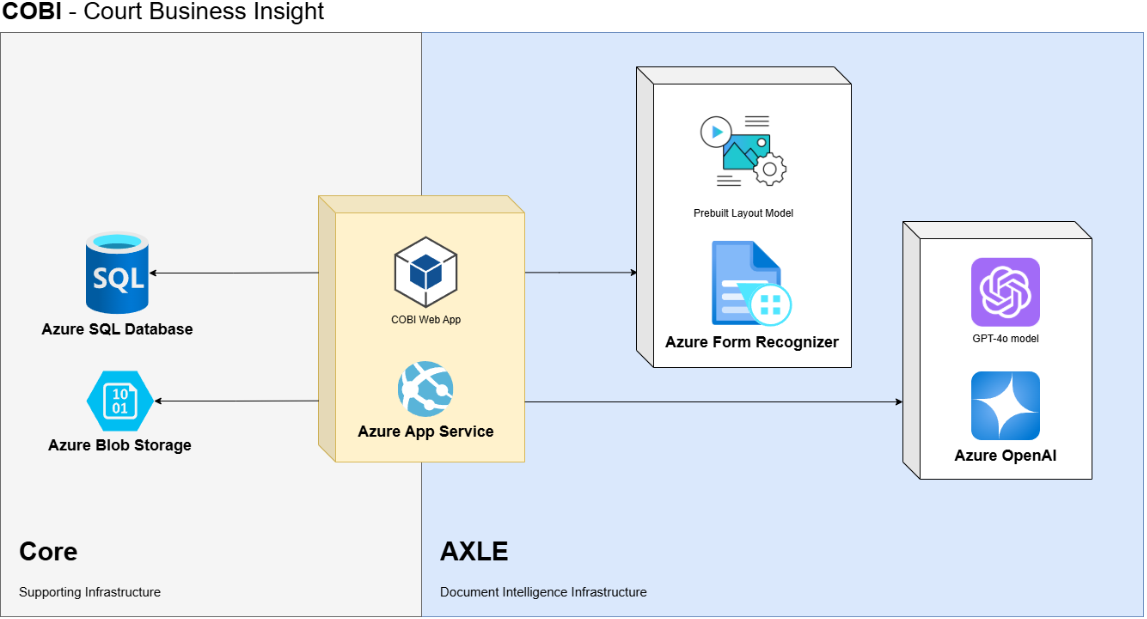 COBI - Court Business Insight
SQL
Azure SQL Database
10
01
Azure Blob Storage
COBI Web App
Azure App Service
Prebuilt Layout Model
Azure Form Recognizer
GPT-4o model
Azure OpenAI
Core
Supporting Infrastructure
AXLE
Document Intelligence Infrastructure